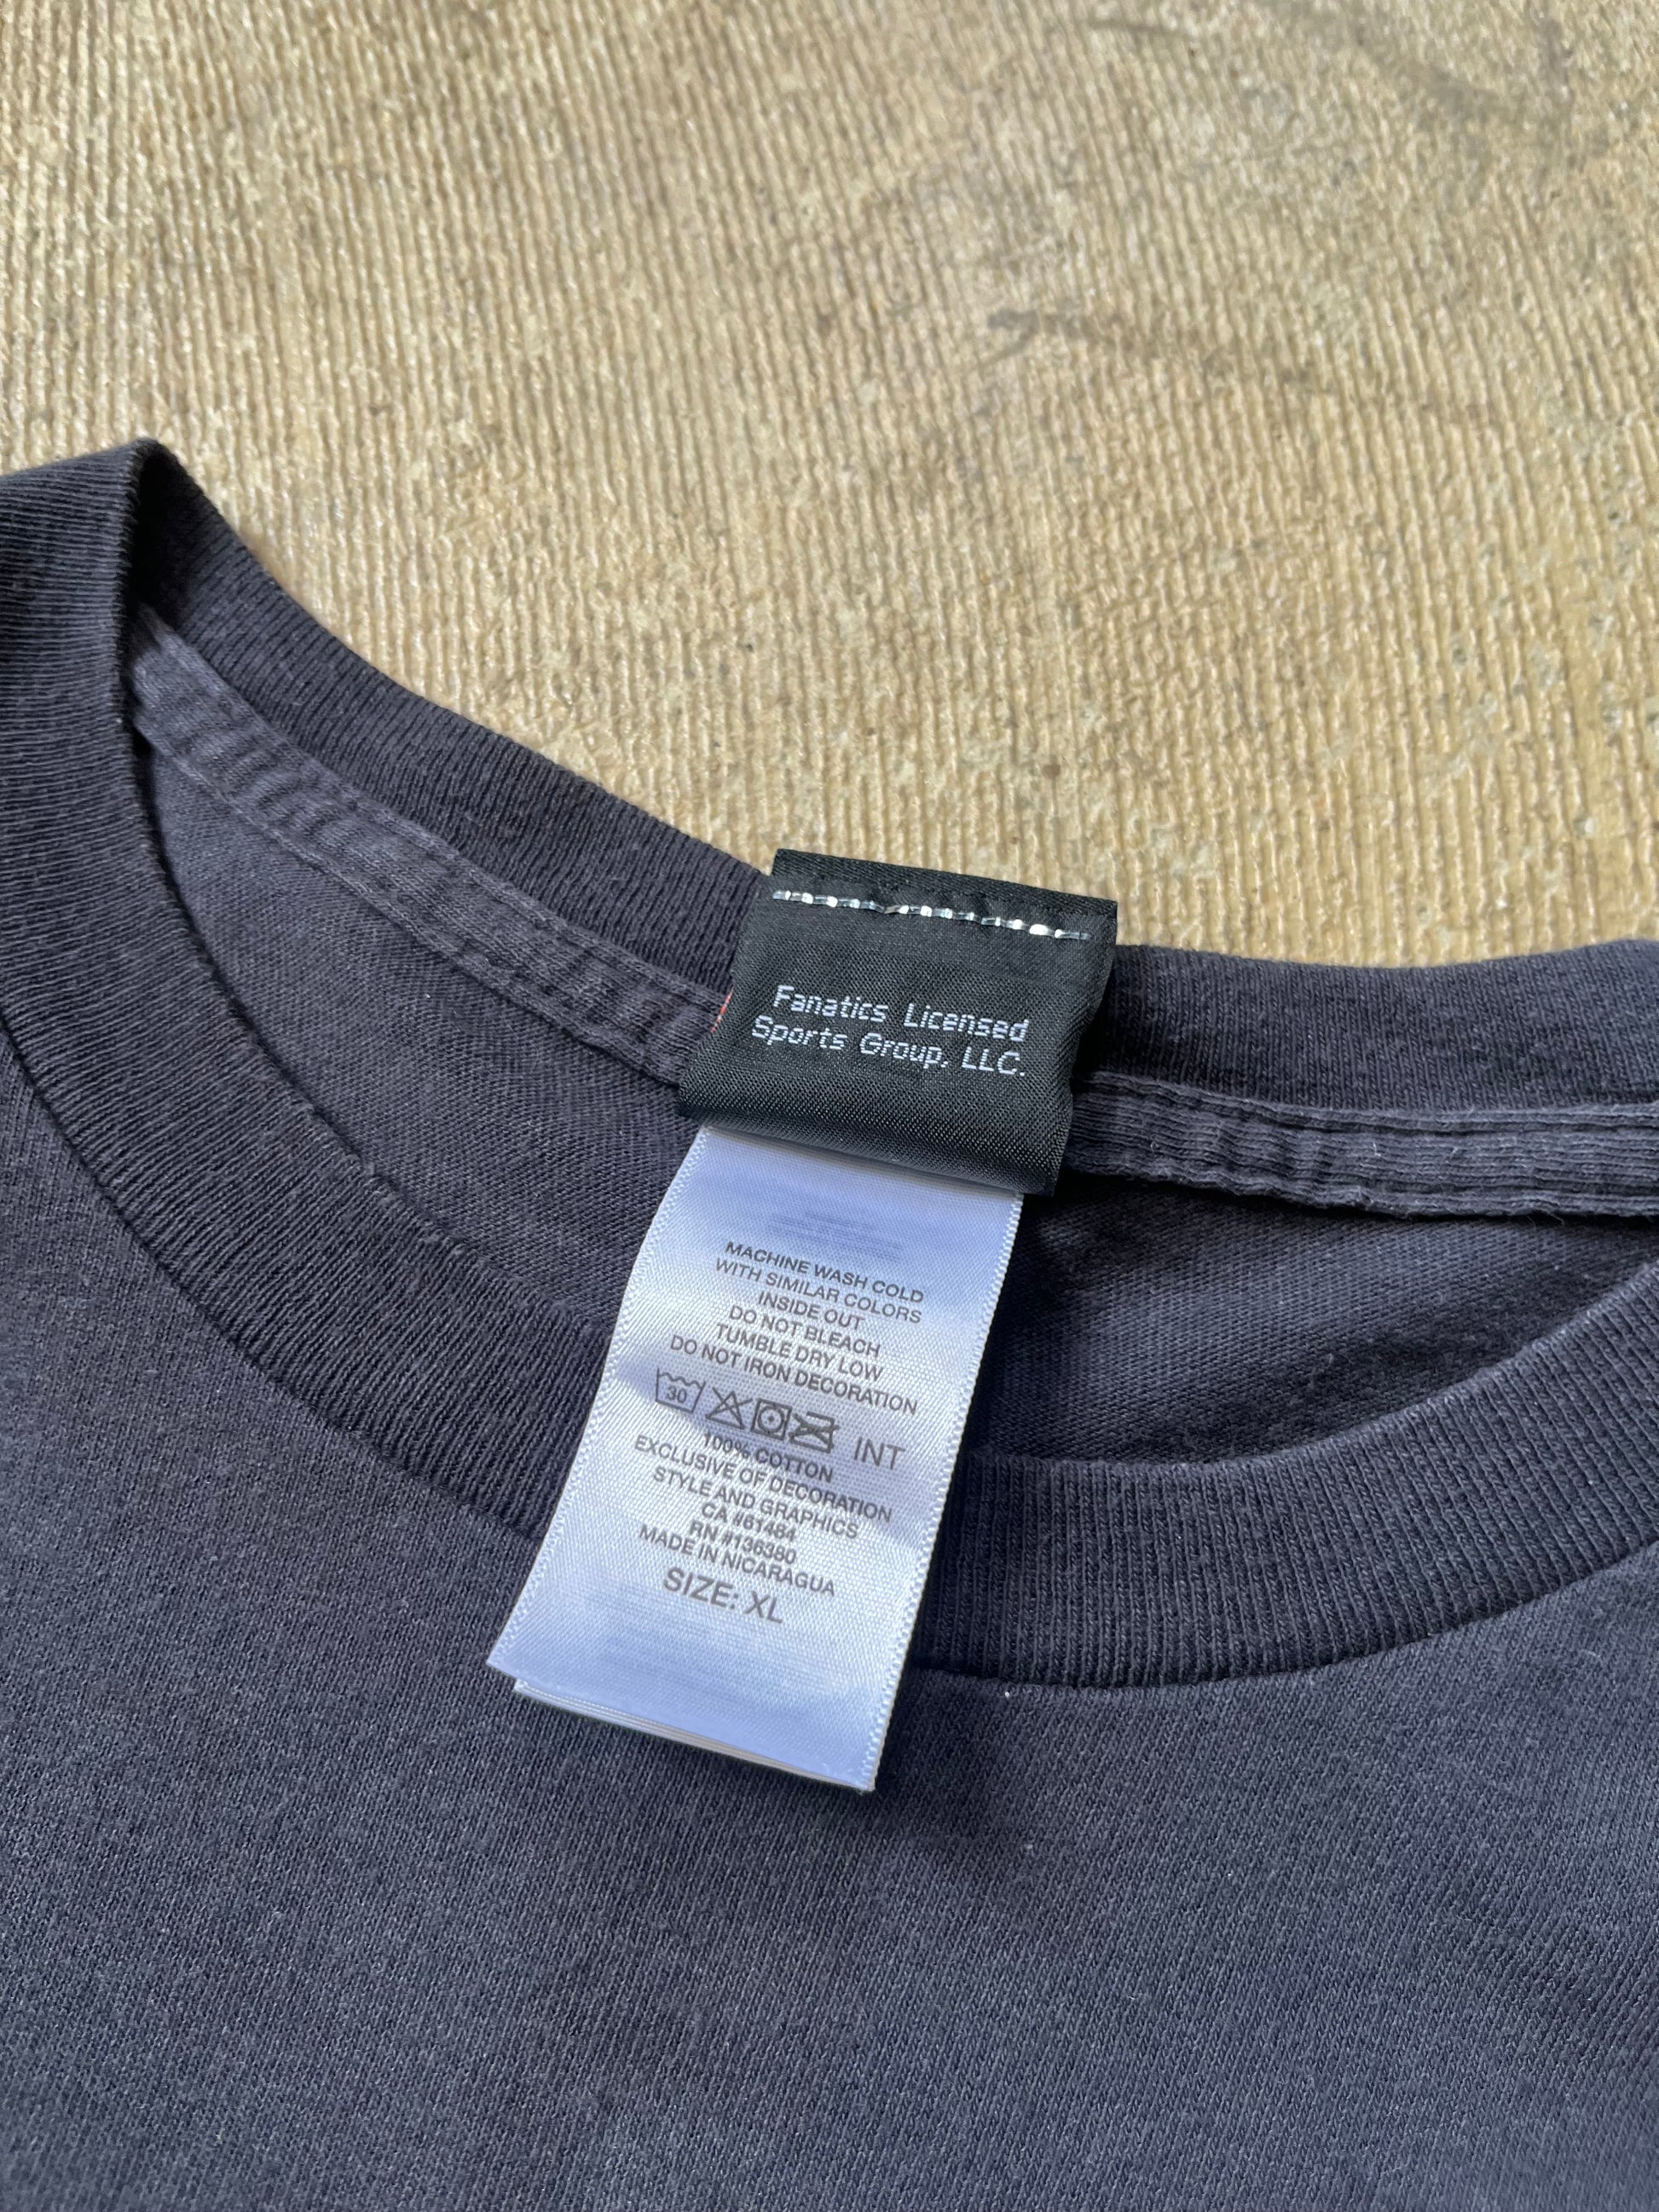 Fanatics Licensed
Sports Group, LLC.
MACHINE WASH COLD
WITH SIMILAR COLORS
INSIDE OUT
DO NOT BLEACH
TUMBLE DRY LOW
DO NOT IRON DECORATION
30 INT
100% COTTON
EXCLUSIVE OF DECORATION
STYLE AND GRAPHICS
CA #61484
RN #136380
MADE IN NICARAGUA
SIZE: XL